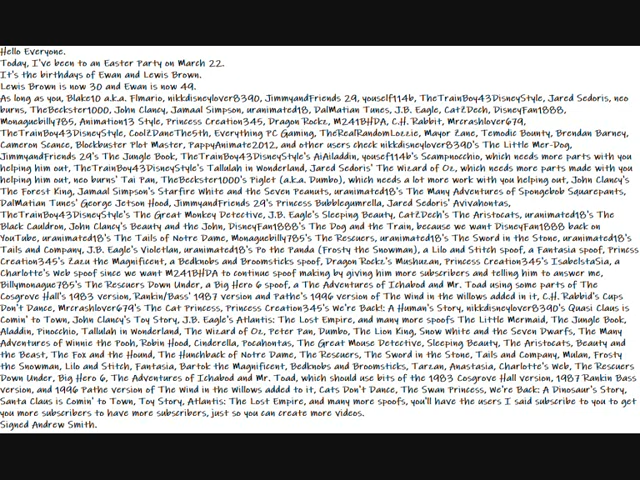 Hello Everyone.
Today, I've been to an Easter Party on March 22.
It's the birthdays of Ewan and Lewis Brown.
Lewis Brown is now 30 and Ewan is now 49.
As long as you, Blake10 a.k.a. Flmario, nikkdisneylover8390, JimmyandFriends 29, youself114b, TheTrainBoy43DisneyStyle, Jared Sedoris, neo
burns, TheBeckster1000, John Clancy, Jamaal Simpson, uranimated18, DalMatian Tunes, J.B. Eagle, CatZDech, DisneyFan1888,
Monaguebilly785, Animation13 Style, Princess Creation345, Dragon Rockz, M241BHDA, C.H. Rabbit, Mrcrashlover679,
TheTrainBoy43DisneyStyle, CoolZDaneThe5th, Everything PC Gaming, TheRealRandomLozzie, Mayor Zane, Temodic Bounty, Brendan Barney,
Cameron Scance, Blockbuster Plot Master, PappyAnimate2012, and other users check nikkdisneylover8390's The Little Mer-Dog,
JimmyandFriends 29's The Jungle Book, TheTrainBoy43DisneyStyle's AiAiladdin, yousef114b's Scampnocchio, which needs more parts with you
helping him out, TheTrainBoy43DisneyStyle's Tallulah in Wonderland, Jared Sedoris' The Wizard of Oz, which needs more parts made with you
helping him out, neo burns' Tai Pan, TheBeckster1000's Piglet (a.k.a. Dumbo), which needs a lot more work with you helping out, John Clancy's
The Forest King, Jamaal Simpson's Starfire White and the Seven Peanuts, uranimated18's The Many Adventures of Spongebob Squarepants,
DalMatian Tunes' George Jetson Hood, JimmyandFriends 29's Princess Bubblegumrella, Jared Sedoris' Avivahontas,
TheTrainBoy43DisneyStyle's The Great Monkey Detective, J.B. Eagle's Sleeping Beauty, CatZDech's The Aristocats, uranimated18's The
Black Cauldron, John Clancy's Beauty and the John, DisneyFan1888's The Dog and the Train, because we want DisneyFan1888 back on
YouTube, uranimated18's The Tails of Notre Dame, Monaguebilly785's The Rescuers, uranimated18's The Sword in the Stone, uranimated18's
Tails and Company, J.B. Eagle's Violetlan, uranimated18's Po the Panda (Frosty the Snowman), a Lilo and Stitch spoof, a Fantasia spoof, Princess
Creation345's Zazu the Magnificent, a Bedknobs and Broomsticks spoof, Dragon Rockz's Mushuzan, Princess Creation345's IsabelstaSia, a
Charlotte's Web spoof since we want M241BHDA to continue spoof making by giving him more subscribers and telling him to answer me,
Billymonague785's The Rescuers Down Under, a Big Hero 6 spoof, a The Adventures of Ichabod and Mr. Toad using some parts of The
Cosgrove Hall's 1983 version, Rankin/Bass' 1987 version and Pathe's 1996 version of The Wind in the Willows added in it, C.H. Rabbid's Cups
Don't Dance, Mrcrashlover679's The Cat Princess, Princess Creation345's We're Back: A Human's Story, nikkdisneylover8390's Quasi Claus is
Comin' to Town, John Clancy's Toy Story, J.B. Eagle's Atlantis: The Lost Empire, and many more spoofs The Little Mermaid, The Jungle Book,
Aladdin, Pinocchio, Tallulah in Wonderland, The Wizard of Oz, Peter Pan, Dumbo, The Lion King, Snow White and the Seven Dwarfs, The Many
Adventures of Winnie the Pooh, Robin Hood, Cinderella, Pocahontas, The Great Mouse Detective, Sleeping Beauty, The Aristocats, Beauty and
the Beast, The Fox and the Hound, The Hunchback of Notre Dame, The Rescuers, The Sword in the Stone, Tails and Company, Mulan, Frosty
the Snowman, Lilo and Stitch, Fantasia, Bartok the Magnificent, Bedknobs and Broomsticks, Tarzan, Anastasia, Charlotte's Web, The Rescuers
Down Under, Big Hero 6, The Adventures of Ichabod and Mr. Toad, which should use bits of the 1983 Cosgrove Hall version, 1987 Rankin Bass
version, and 1996 Pathe version of The Wind in the Willows added to it, Cats Don't Dance, The Swan Princess, We're Back: A Dinosaur's Story,
Santa Claus is Comin' to Town, Toy Story, Atlantis: The Lost Empire, and many more spoofs, you'll have the users I said subscribe to you to get
you more subscribers to have more subscribers, just so you can create more videos.
Signed Andrew Smith.